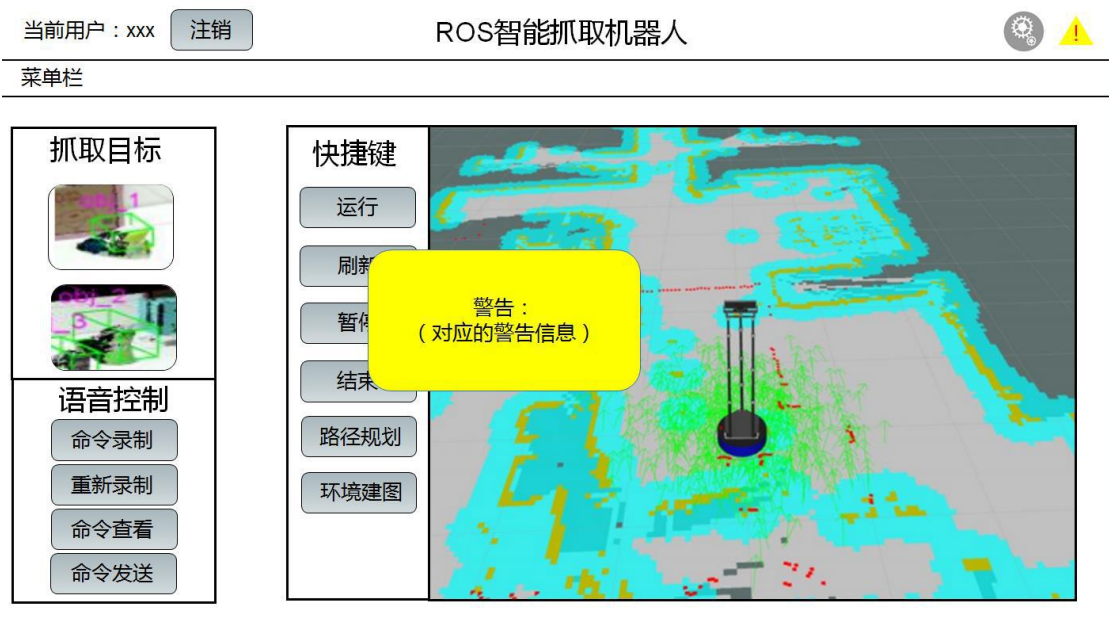 当前用户：xxx
注销
ROS智能抓取机器人
!
菜单栏
抓取目标
obj_1
obj_2
_3
语音控制
命令录制
重新录制
命令查看
命令发送
快捷键
运行
刷新
暂停
结束
路径规划
环境建图
警告：
（对应的警告信息）